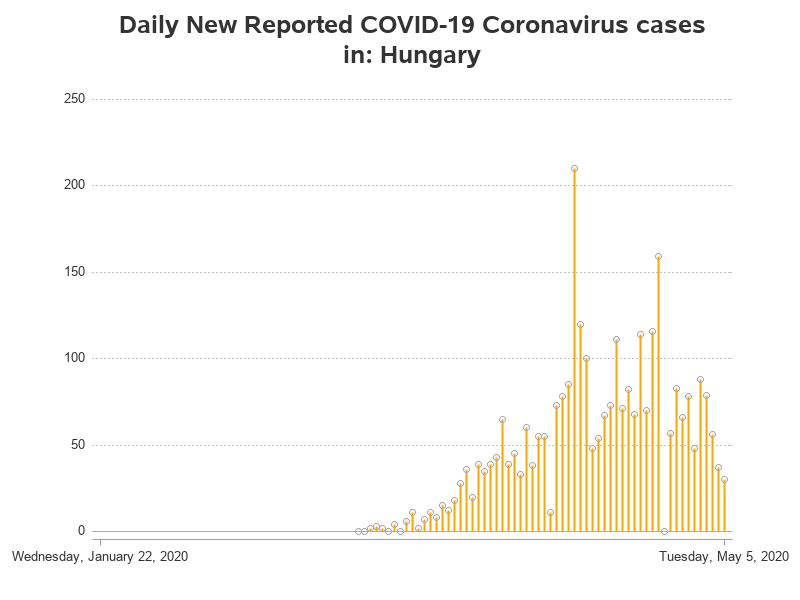 Daily New Reported COVID-19 Coronavirus cases
in: Hungary
250
200
150
100
50
0
Wednesday, January 22, 2020 Tuesday, May 5, 2020